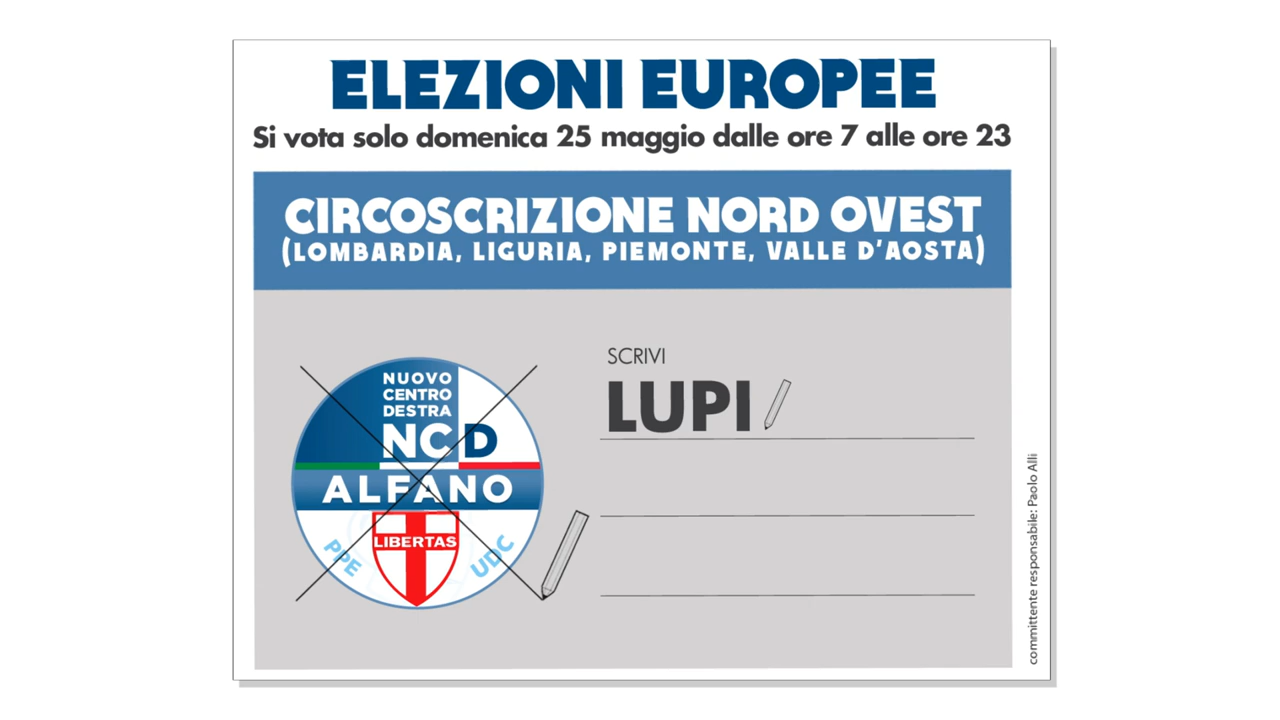 ELEZIONI EUROPEE
Si vota solo domenica 25 maggio dalle ore 7 alle ore 23
CIRCOSCRIZIONE NORD OVEST
(LOMBARDIA, LIGURIA, PIEMONTE, VALLE D'AOSTA)
NUOVO
CENTRO
DESTRA
NCD
ALFANO
LIBERTAS
PPE
UDC
SCRIVI
LUPI
committente responsabile: Paolo Alli